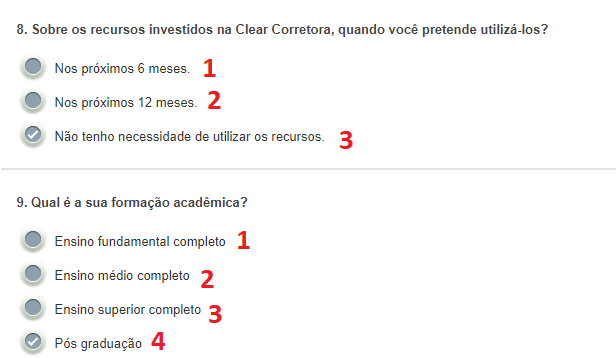 8. Sobre os recursos investidos na Clear Corretora, quando você pretende utilizá-los?
Nos próximos 6 meses. 1
Nos próximos 12 meses. 2
Não tenho necessidade de utilizar os recursos. 3
9. Qual é a sua formação acadêmica?
Ensino fundamental completo 1
Ensino médio completo 2
Ensino superior completo 3
Pós graduação 4